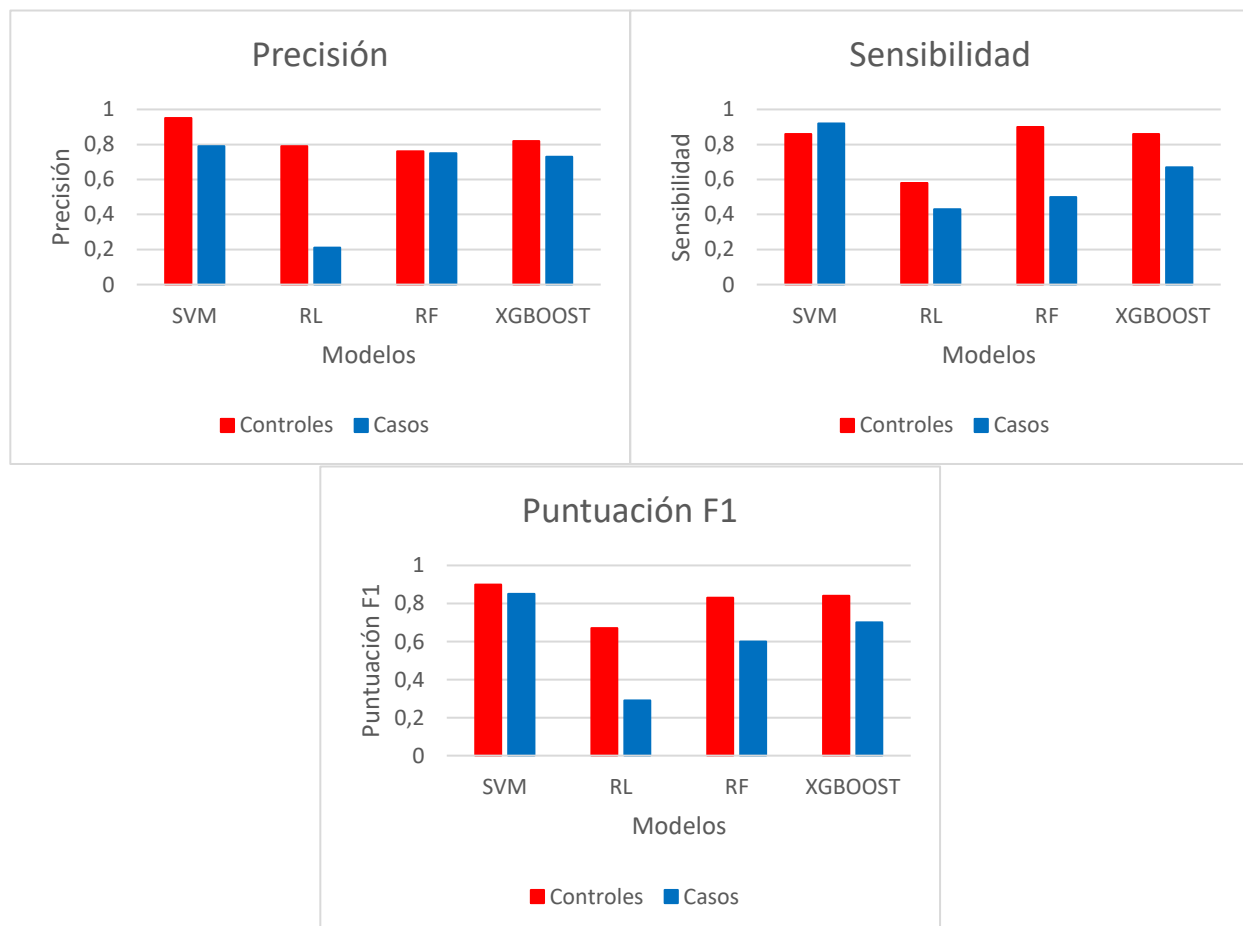 Precisión
Precisión
1
0,8
0,6
0,4
0,2
0
SVM RL RF XGBOOST
Modelos
Controles Casos
Sensibilidad
Sensibilidad
1
0,8
0,6
0,4
0,2
0
SVM RL RF XGBOOST
Modelos
Controles Casos
Puntuación F1
Puntuación F1
1
0,8
0,6
0,4
0,2
0
SVM RL RF XGBOOST
Modelos
Controles Casos